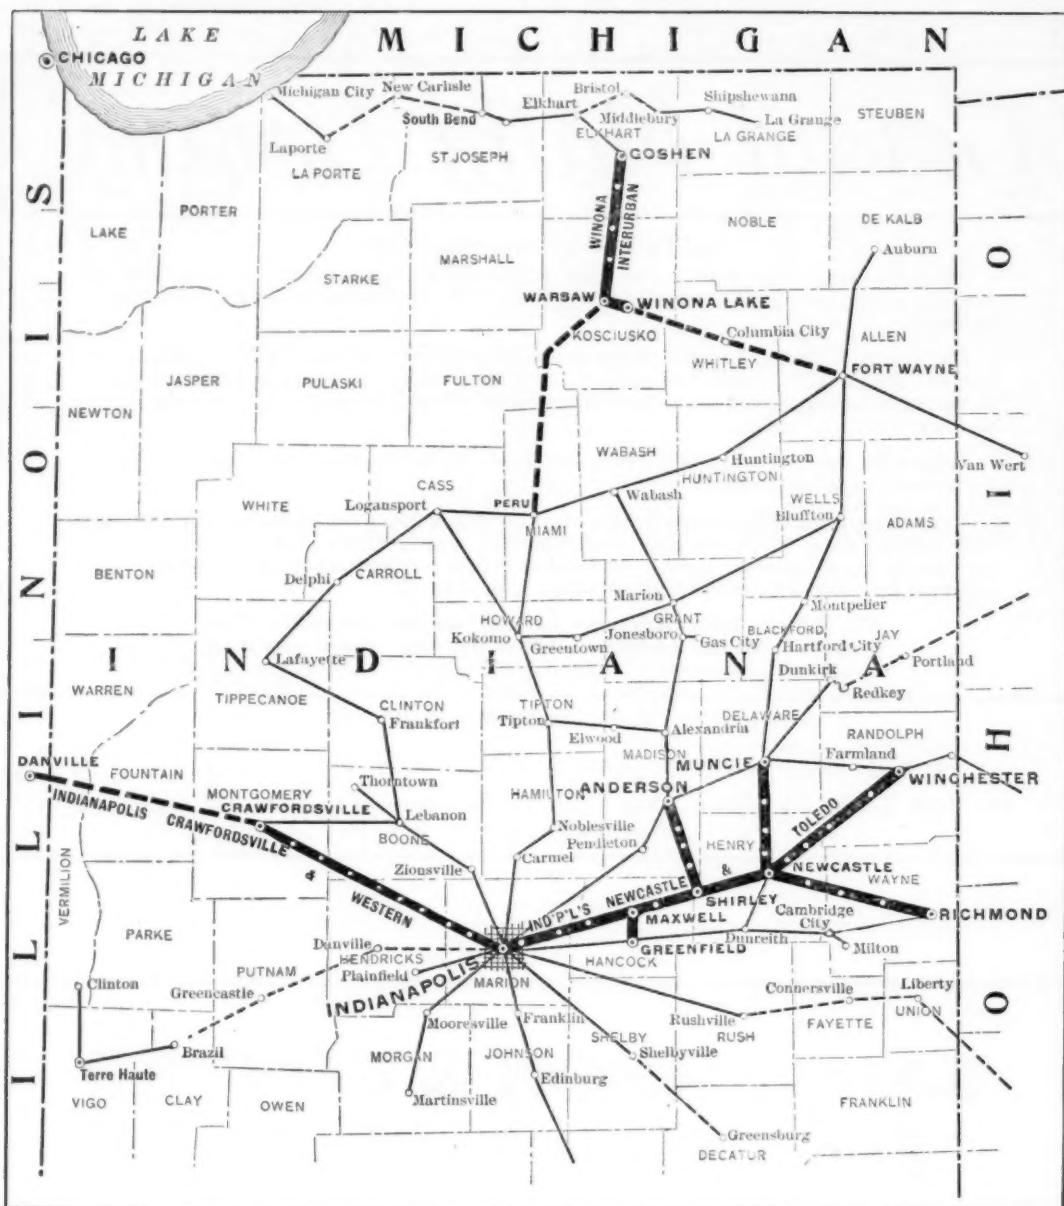 LAKE
MICHIGAN
CHICAGO
MICHIGAN
Michigan City
New Carlisle
Laporte
LA PORTE
South Bend
ST. JOSEPH
Elkhart
ELKHART
Bristol
Middlebury
Shipshewana
La Grange
LA GRANGE
STEUBEN
GOSHEN
WINONA
INTERURBAN
LAKE
PORTER
STARKE
MARSHALL
NOBLE
DE KALB
Auburn
WARSAW
WINONA LAKE
KOSCIUSKO
Columbia City
WHITLEY
ALLEN
FORT WAYNE
NEWTON
JASPER
PULASKI
FULTON
WABASH
Huntington
HUNTINGTON
Van Wert
WHITE
CASS
Logansport
PERU
MIAMI
Wabash
WELLS
Bluffton
ADAMS
BENTON
Delphi
CARROLL
HOWARD
Kokomo
Greentown
Marion
GRANT
Jonesboro
Gas City
Montpelier
BLACKFORD
Hartford City
JAY
Portland
Dunkirk
Redkey
INDIANA
Lafayette
WARREN
TIPPECANOE
CLINTON
Frankfort
TIPTON
Tipton
Elwood
Alexandria
MADISON
DELAWARE
MUNCIE
RANDOLPH
Farmland
WINCHESTER
DANVILLE
FOUNTAIN
MONTGOMERY
Thorntown
CRAWFORDSVILLE
Lebanon
BOONE
HAMILTON
ANDERSON
Noblesville
Pendleton
Carmel
Zionsville
HENRY
TOLEDO
NEWCASTLE
WAYNE
INDIANAPOLIS
CRAWFORDSVILLE
&
WESTERN
IND'P'L'S
NEWCASTLE
&
SHIRLEY
MAXWELL
GREENFIELD
HANCOCK
Dunreith
Cambridge
City
Milton
RICHMOND
VERMILION
PARKE
PUTNAM
Danville
HENDRICKS
Plainfield
INDIANAPOLIS
MARION
Clinton
Greencastle
Brazil
Terre Haute
VIGO
CLAY
OWEN
Mooresville
MORGAN
Martinsville
Franklin
JOHNSON
Edinburg
SHELBY
Shelbyville
Rushville
RUSH
Connersville
FAYETTE
Liberty
UNION
FRANKLIN
Greensburg
DECATUR
ILLINOIS
OHIO